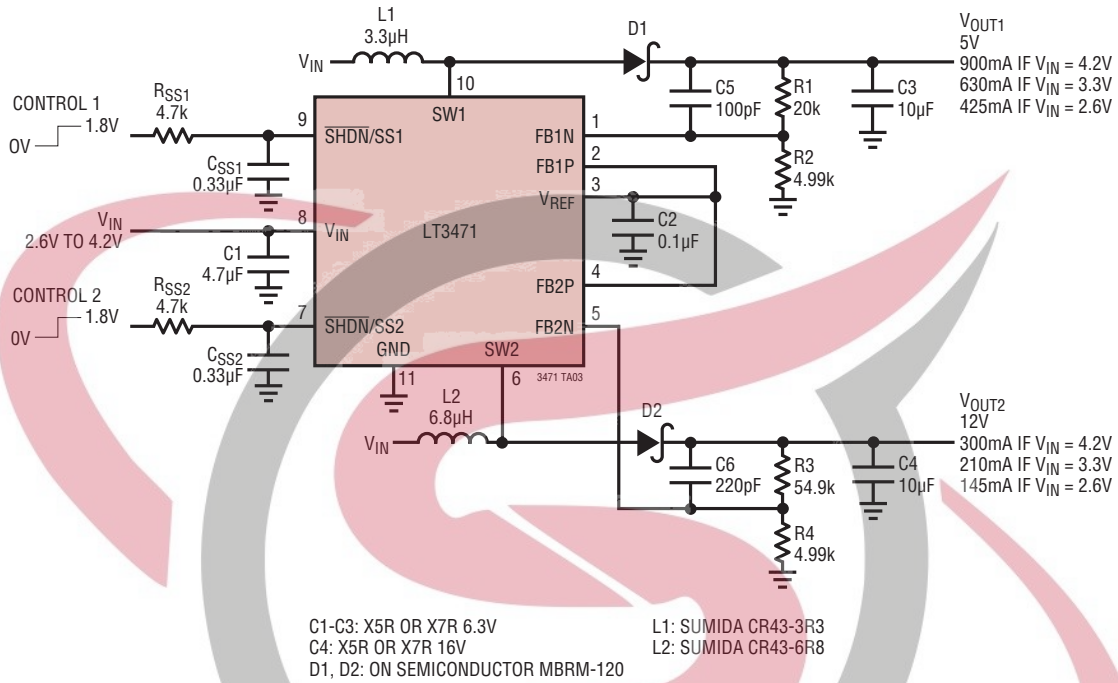 L1
3.3µH
VIN
D1
VOUT1
5V
900mA IF VIN = 4.2V
630mA IF VIN = 3.3V
425mA IF VIN = 2.6V
10
SW1
C5
100pF
R1
20k
C3
10µF
CONTROL 1
1.8V
0V
RSS1
4.7k
9
SHDN/SS1
CSS1
0.33µF
1
FB1N
2
FB1P
3
VREF
R2
4.99k
VIN
2.6V TO 4.2V
8
VIN
LT3471
C2
0.1µF
C1
4.7µF
4
FB2P
CONTROL 2
1.8V
0V
RSS2
4.7k
7
SHDN/SS2
5
FB2N
CSS2
0.33µF
GND
SW2
11
6
3471 TA03
L2
6.8µH
VIN
D2
VOUT2
12V
300mA IF VIN = 4.2V
210mA IF VIN = 3.3V
145mA IF VIN = 2.6V
C6
220pF
R3
54.9k
C4
10µF
R4
4.99k
C1-C3: X5R OR X7R 6.3V
C4: X5R OR X7R 16V
D1, D2: ON SEMICONDUCTOR MBRM-120
L1: SUMIDA CR43-3R3
L2: SUMIDA CR43-6R8